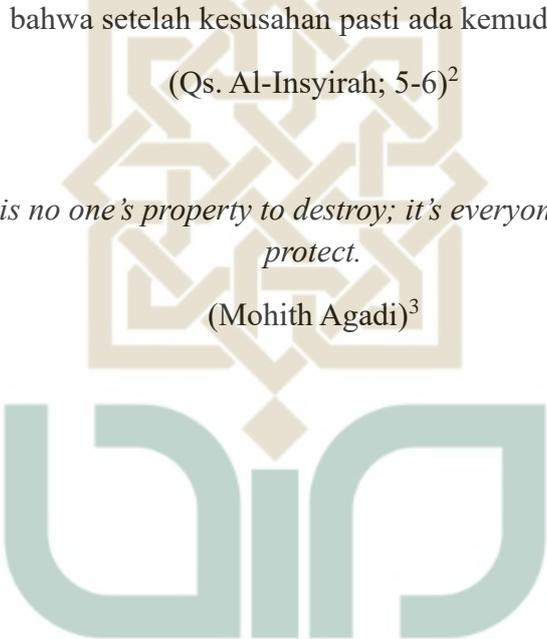 bahwa setelah kesusahan pasti ada kemud
(Qs. Al-Insyirah; 5-6)2
is no one’s property to destroy; it’s everyon
protect.
(Mohith Agadi)3